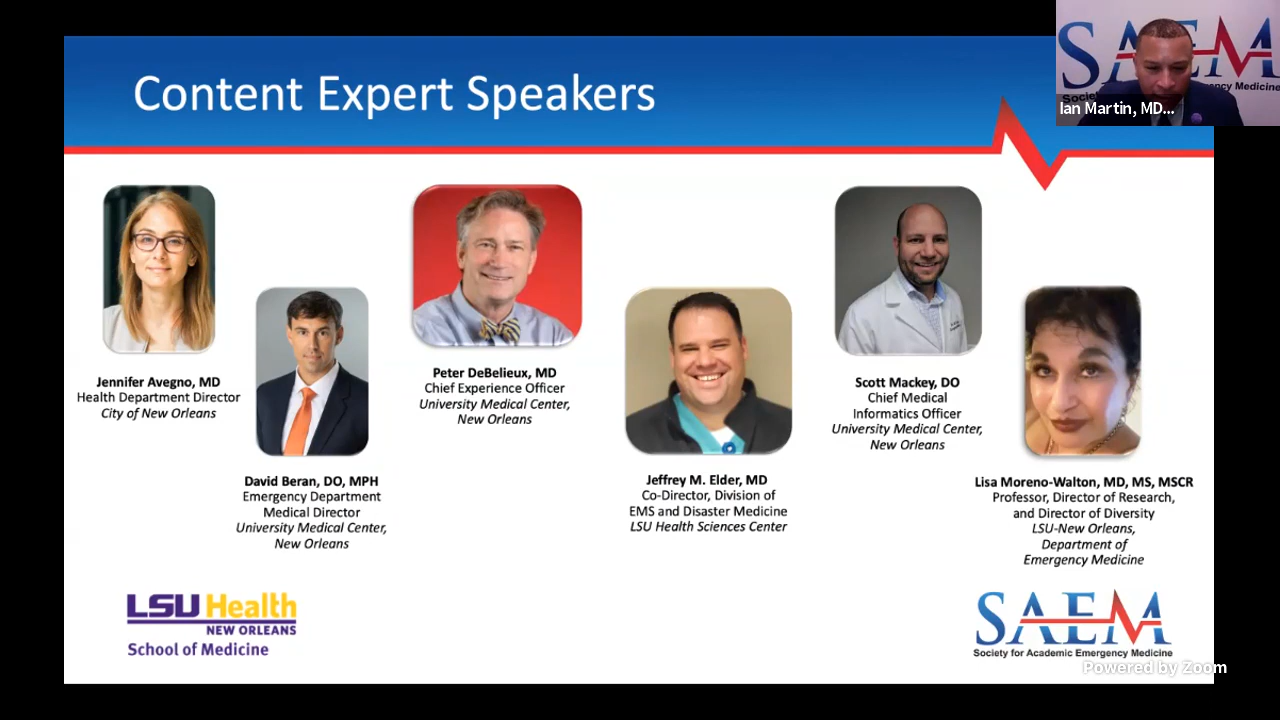 Content Expert Speakers
SAEM
Ian Martin, MD...
Jennifer Avegno, MD
Health Department Director
City of New Orleans
David Beran, DO, MPH
Emergency Department
Medical Director
University Medical Center,
New Orleans
Peter DeBelieux, MD
Chief Experience Officer
University Medical Center,
New Orleans
Jeffrey M. Elder, MD
Co-Director, Division of
EMS and Disaster Medicine
LSU Health Sciences Center
Scott Mackey, DO
Chief Medical
Informatics Officer
University Medical Center,
New Orleans
Lisa Moreno-Walton, MD, MS, MSCR
Professor, Director of Research,
and Director of Diversity
LSU-New Orleans,
Department of
Emergency Medicine
LSU Health
NEW ORLEANS
School of Medicine
SAEM
Society for Academic Emergency Medicine
Powered by Zoom